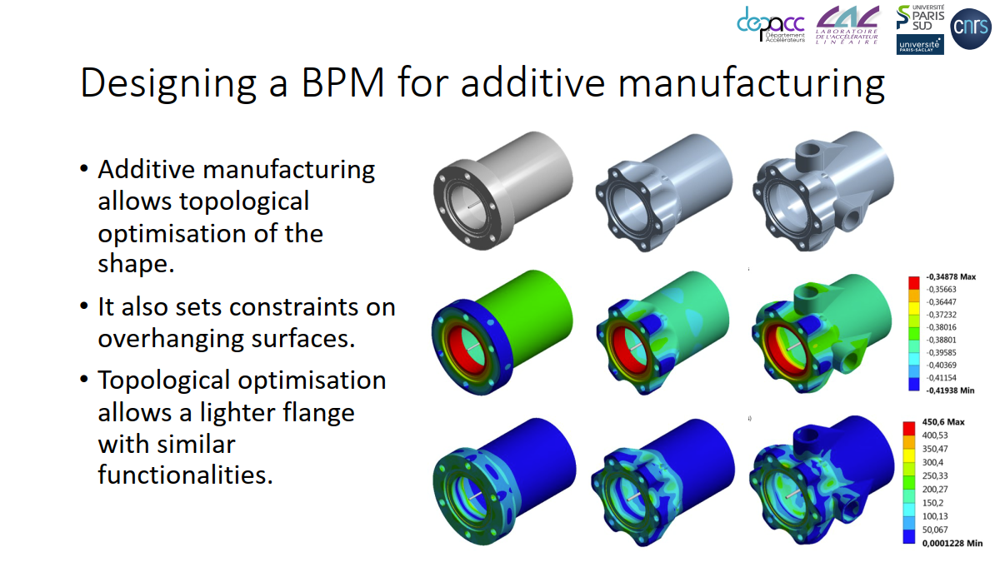 depacc
Département
Accélérateurs
LAL
LABORATOIRE
DE L'ACCÉLÉRATEUR
LINÉAIRE
UNIVERSITÉ
PARIS
SUD
université
PARIS-SACLAY
cnrs
Designing a BPM for additive manufacturing
• Additive manufacturing
allows topological
optimisation of the
shape.
• It also sets constraints on
overhanging surfaces.
• Topological optimisation
allows a lighter flange
with similar
functionalities.
-0,34878 Max
-0,35663
-0,36447
-0,37232
-0,38016
-0,38801
-0,39585
-0,40369
-0,41154
-0,41938 Min
450,6 Max
400,53
350,47
300,4
250,33
200,27
150,2
100,13
50,067
0,0001228 Min